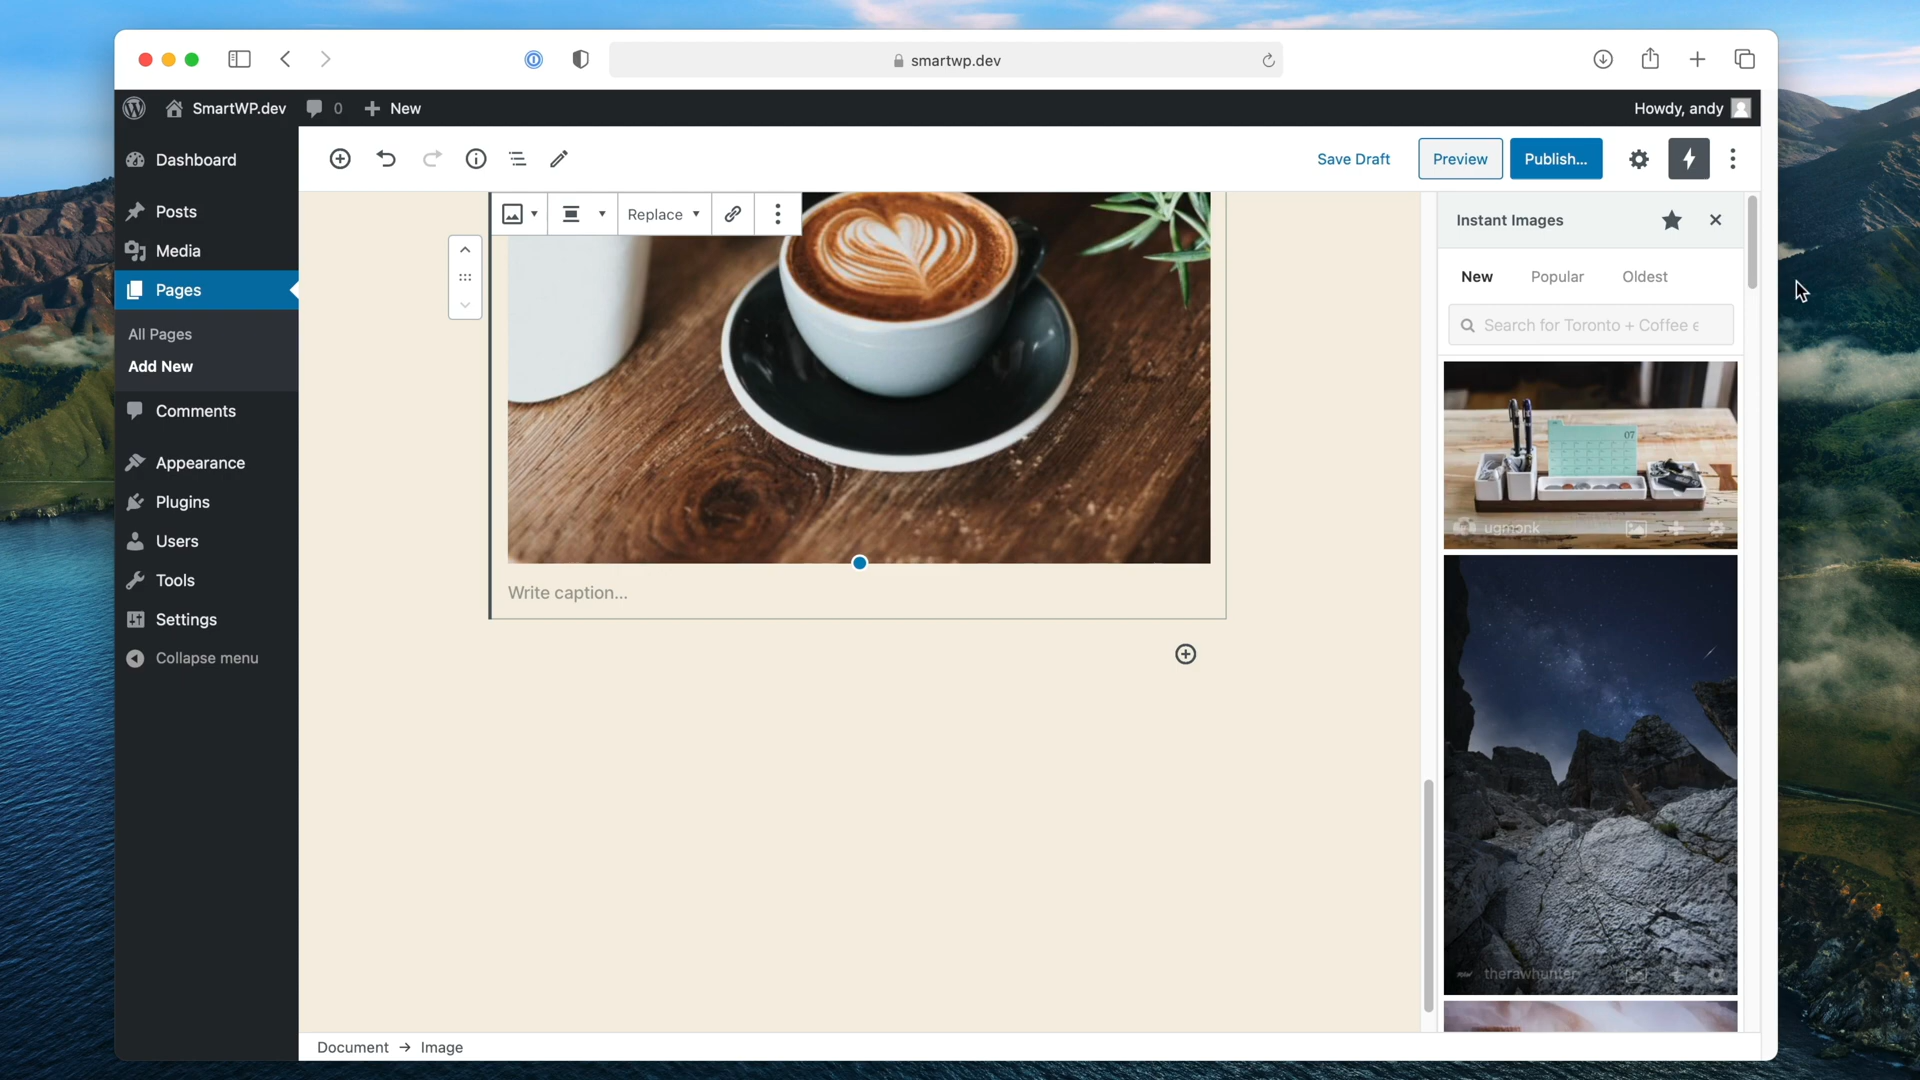 smartwp.dev
SmartWP.dev 0 New
Howdy, andy
Dashboard
Posts
Media
Pages
All Pages
Add New
Comments
Appearance
Plugins
Users
Tools
Settings
Collapse menu
Save Draft Preview Publish...
Replace
Write caption...
Instant Images
New Popular Oldest
Search for Toronto + Coffee e
07
ugmonk
therawhunter
Document → Image